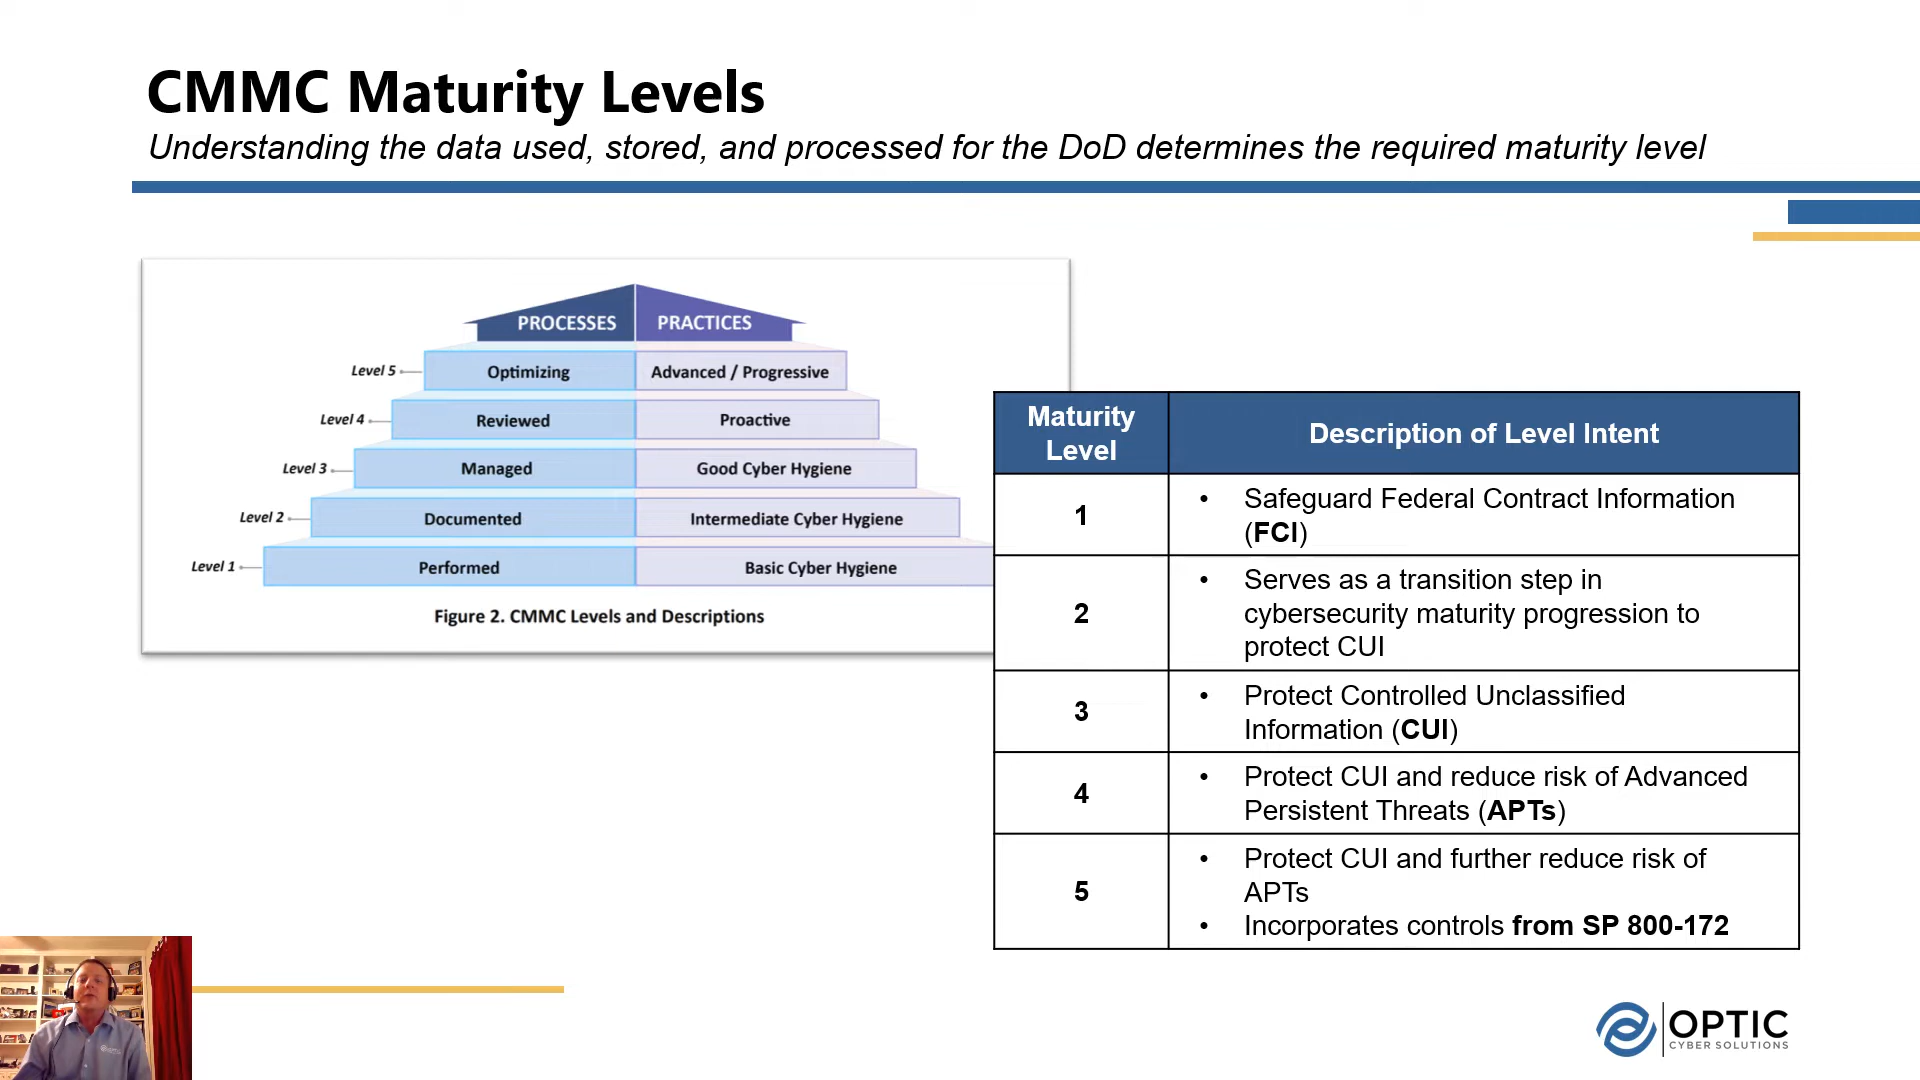 CMMC Maturity Levels
Understanding the data used, stored, and processed for the DoD determines the required maturity level
PROCESSES PRACTICES
Level 5 Optimizing Advanced / Progressive
Level 4 Reviewed Proactive
Level 3 Managed Good Cyber Hygiene
Level 2 Documented Intermediate Cyber Hygiene
Level 1 Performed Basic Cyber Hygiene
Figure 2. CMMC Levels and Descriptions
Maturity
Level
Description of Level Intent
1
• Safeguard Federal Contract Information
(FCI)
2
• Serves as a transition step in
cybersecurity maturity progression to
protect CUI
3
• Protect Controlled Unclassified
Information (CUI)
4
• Protect CUI and reduce risk of Advanced
Persistent Threats (APTs)
5
• Protect CUI and further reduce risk of
APTs
• Incorporates controls from SP 800-172
OPTIC
CYBER SOLUTIONS